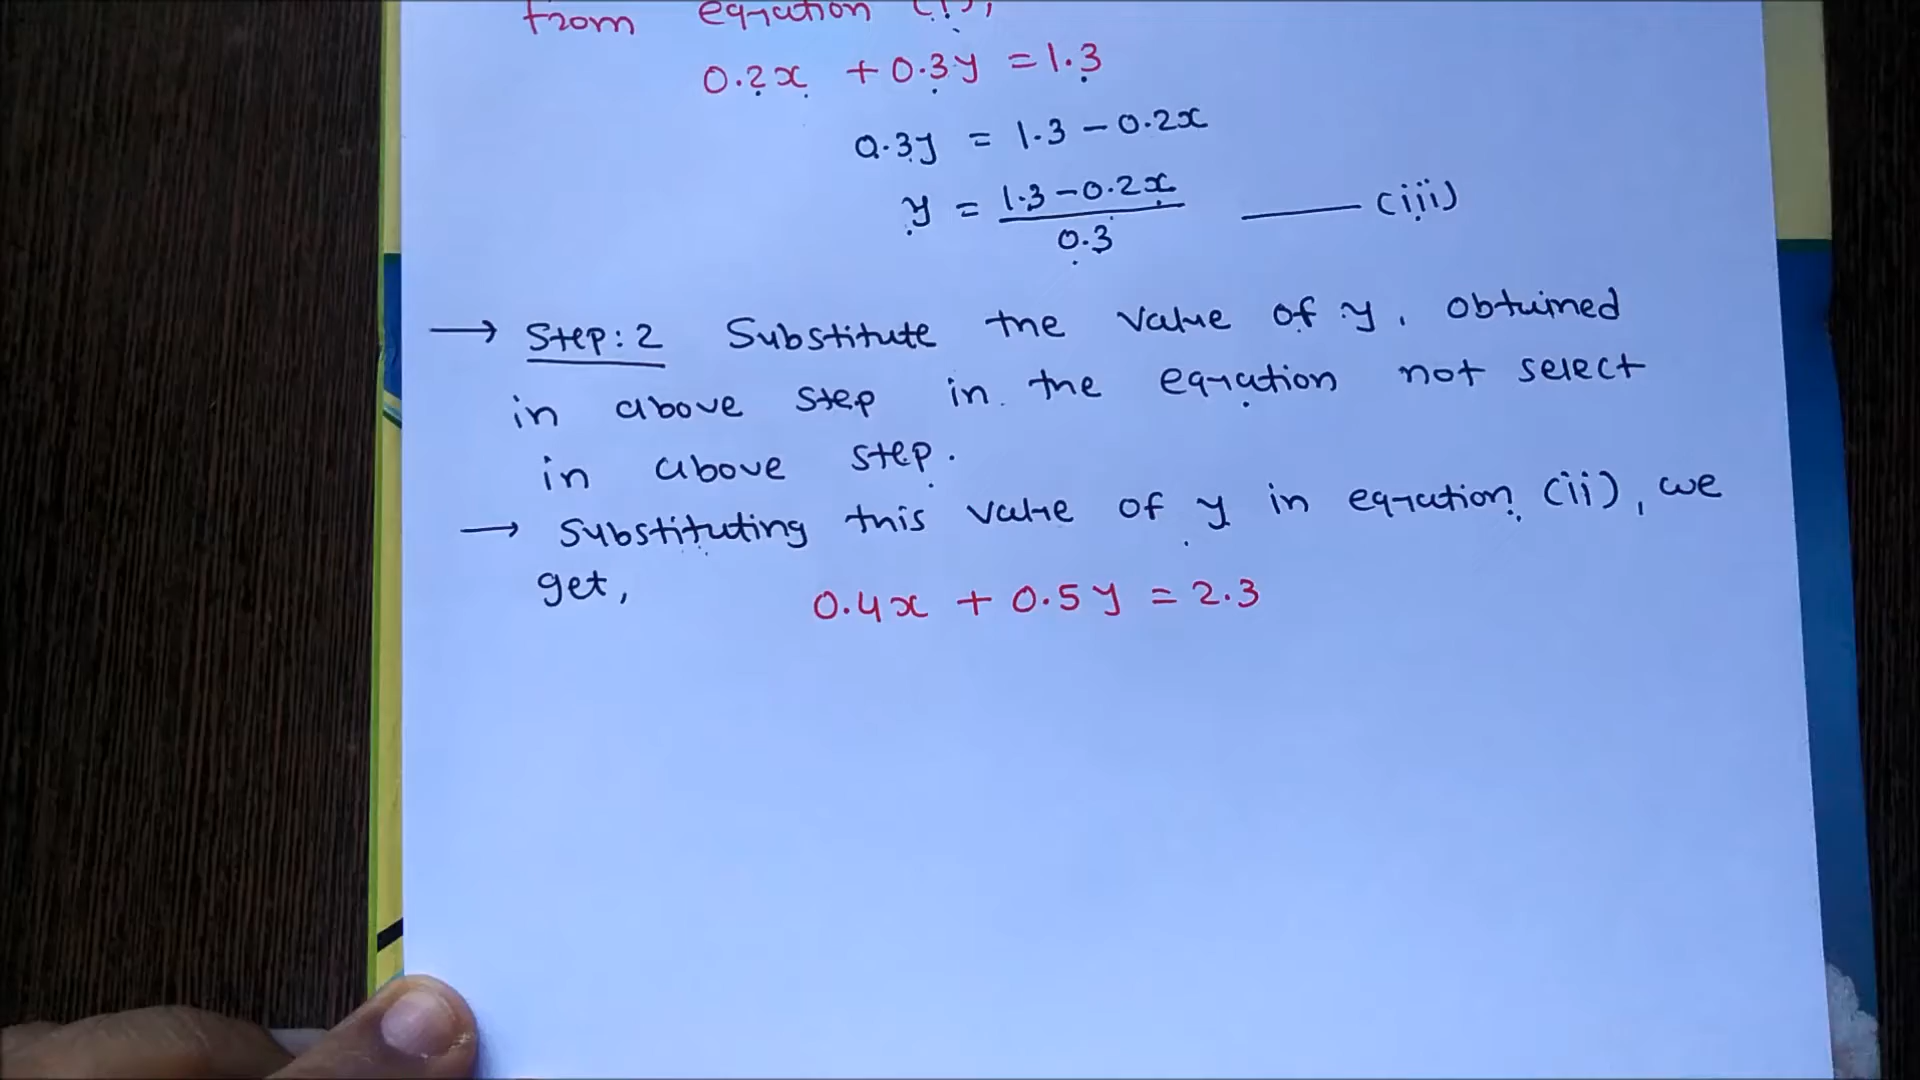 from equation (i),
0.2x + 0.3y = 1.3
0.3y = 1.3 - 0.2x
y = 1.3 - 0.2x / 0.3 —— (iii)
→ Step: 2 Substitute the value of y, obtained
in above step in the equation not select
in above step.
→ Substituting this value of y in equation (ii), we
get,
0.4x + 0.5y = 2.3